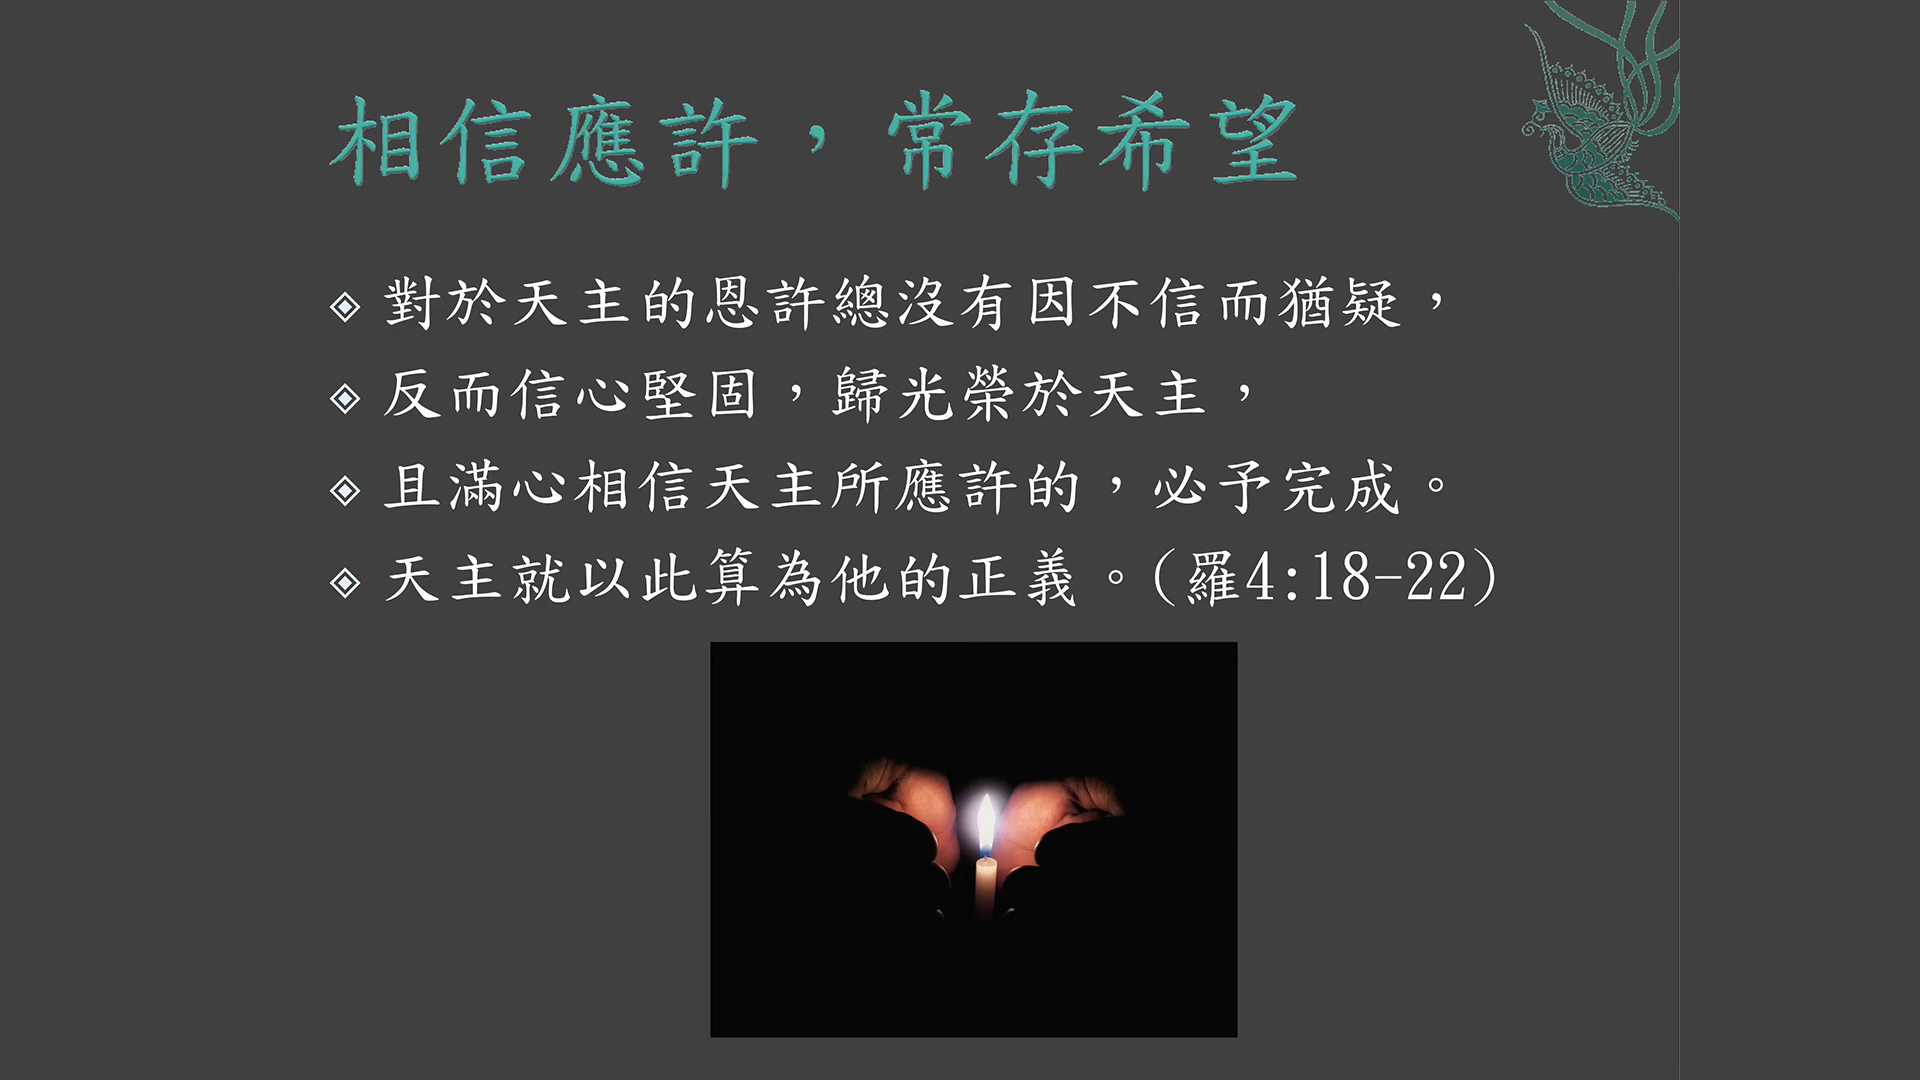 相信應許，常存希望
對於天主的恩許總沒有因不信而猶疑，
反而信心堅固，歸光榮於天主，
且滿心相信天主所應許的，必予完成。
天主就以此算為他的正義。(羅4:18-22)